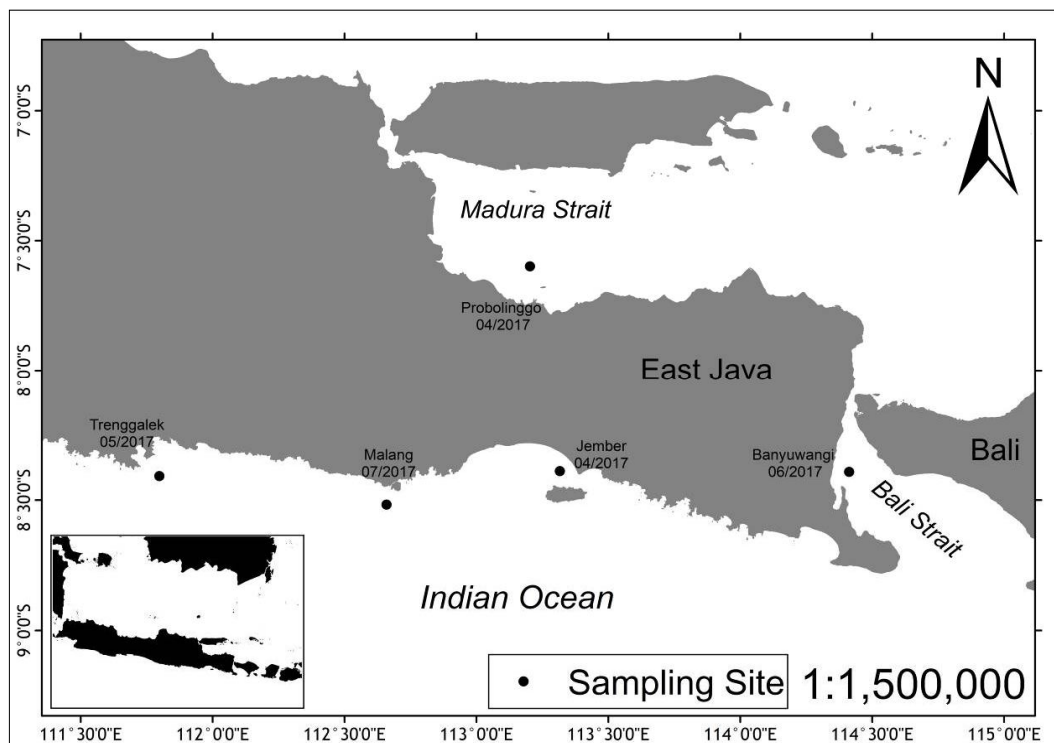 N
7°0'0"S
7°30'0"S
8°0'0"S
8°30'0"S
9°0'0"S
Madura Strait
Probolinggo
04/2017
East Java
Trenggalek
05/2017
Malang
07/2017
Jember
04/2017
Banyuwangi
06/2017
Bali
Bali Strait
Indian Ocean
Sampling Site
1:1,500,000
111°30'0"E
112°0'0"E
112°30'0"E
113°0'0"E
113°30'0"E
114°0'0"E
114°30'0"E
115°0'0"E